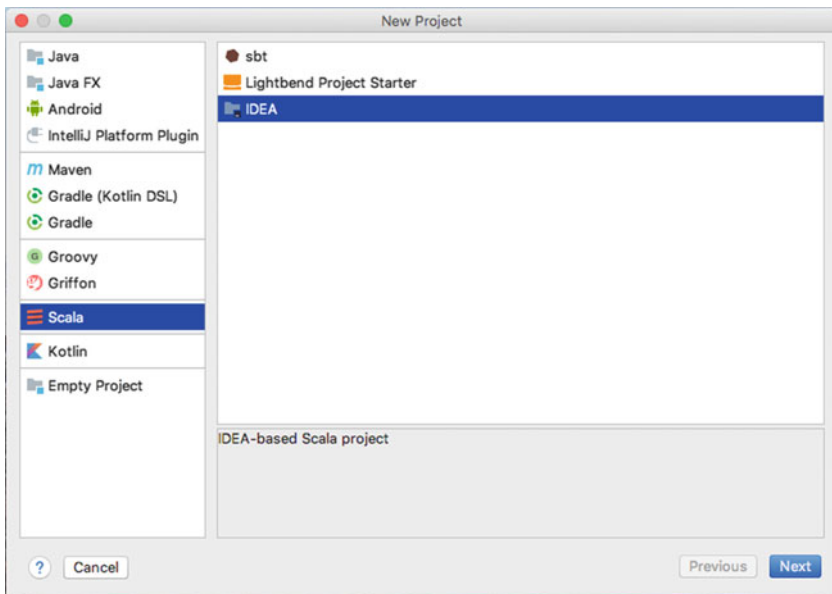 New Project
Java
Java FX
Android
IntelliJ Platform Plugin
Maven
Gradle (Kotlin DSL)
Gradle
Groovy
Griffon
Scala
Kotlin
Empty Project
sbt
Lightbend Project Starter
IDEA
IDEA-based Scala project
?
Cancel
Previous
Next